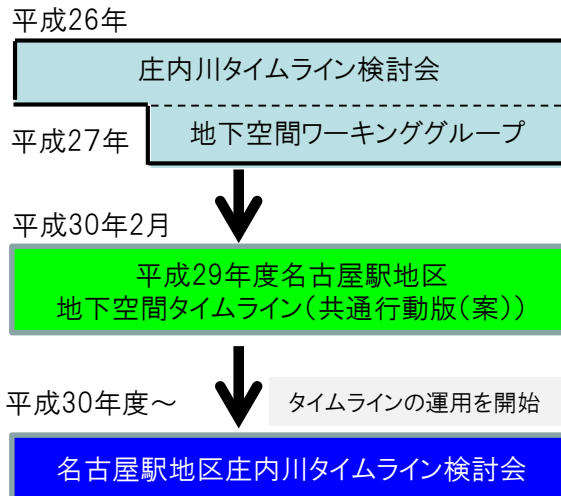 平成26年
庄内川タイムライン検討会
平成27年
地下空間ワーキンググループ
平成30年2月
平成29年度名古屋駅地区
地下空間タイムライン(共通行動版(案))
平成30年度～
タイムラインの運用を開始
名古屋駅地区庄内川タイムライン検討会